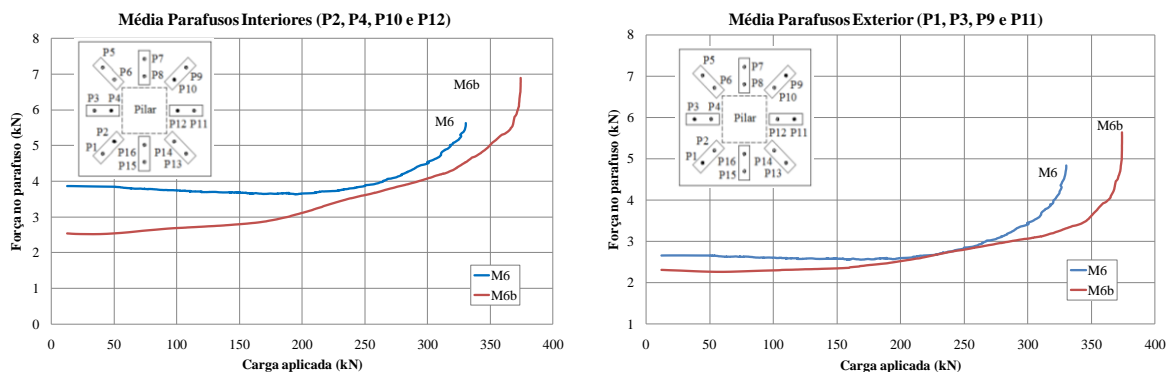 Média Parafusos Interiores (P2, P4, P10 e P12)
8
7
6
5
4
3
2
1
0
Força no parafuso (kN)
P5
P7
P6
P8
P9
P10
P3
P4
Pilar
P12
P11
P2
P1
P16
P15
P14
P13
M6b
M6
M6
M6b
0
50
100
150
200
250
300
350
400
Carga aplicada (kN)
Média Parafusos Exterior (P1, P3, P9 e P11)
8
7
6
5
4
3
2
1
Força no parafuso (kN)
P5
P7
P6
P8
P9
P10
P3
P4
Pilar
P12
P11
P2
P1
P16
P15
P14
P13
M6b
M6
M6
M6b
0
50
100
150
200
250
300
350
400
Carga aplicada (kN)